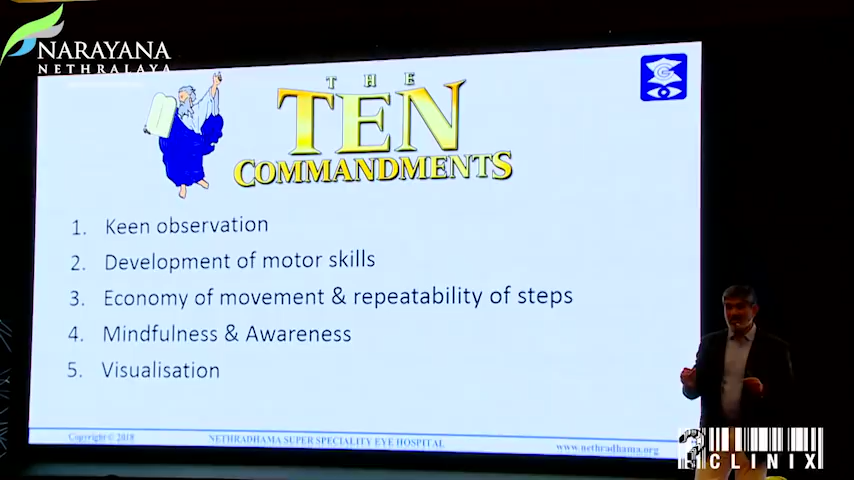 NARAYANA
NETHRALAYA
THE
TEN
COMMANDMENTS
1. Keen observation
2. Development of motor skills
3. Economy of movement & repeatability of steps
4. Mindfulness & Awareness
5. Visualisation
Copyright© 2018 NETHRADHAMA SUPER SPECIALITY EYE HOSPITAL www.nethradhama.org
CLINIX